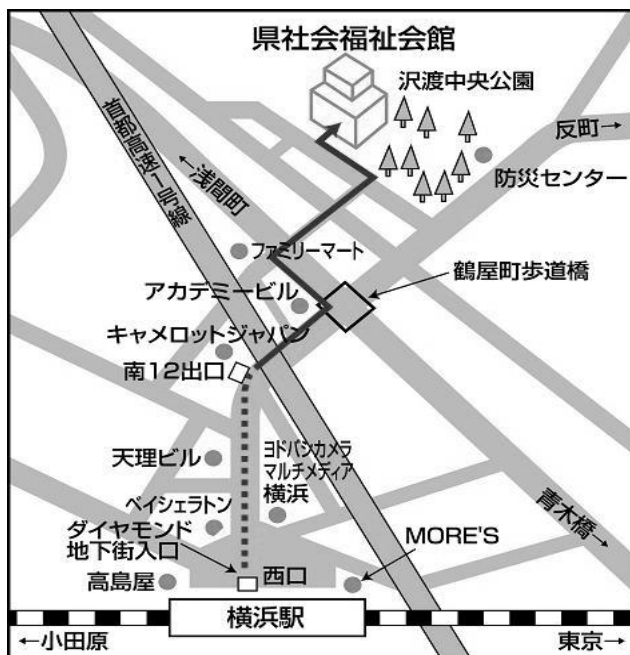 県社会福祉会館
沢渡中央公園
反町→
首都高速1号線
←浅間町
防災センター
ファミリーマート
鶴屋町歩道橋
アカデミービル
キャメロットジャパン
南12出口
天理ビル
ヨドバシカメラ
マルチメディア
横浜
ベイシェラトン
ダイヤモンド
地下街入口
青木橋→
MORE'S
高島屋
西口
横浜駅
←小田原
東京→